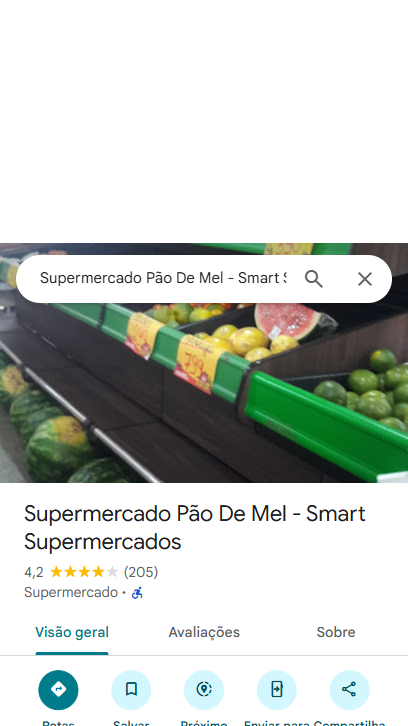 Supermercado Pão De Mel - Smart
7,99
Supermercado Pão De Mel - Smart
Supermercados
4,2 (205)
Supermercado ·
Visão geral Avaliações Sobre
Rotas Salvar Próximo Enviar para Compartilha